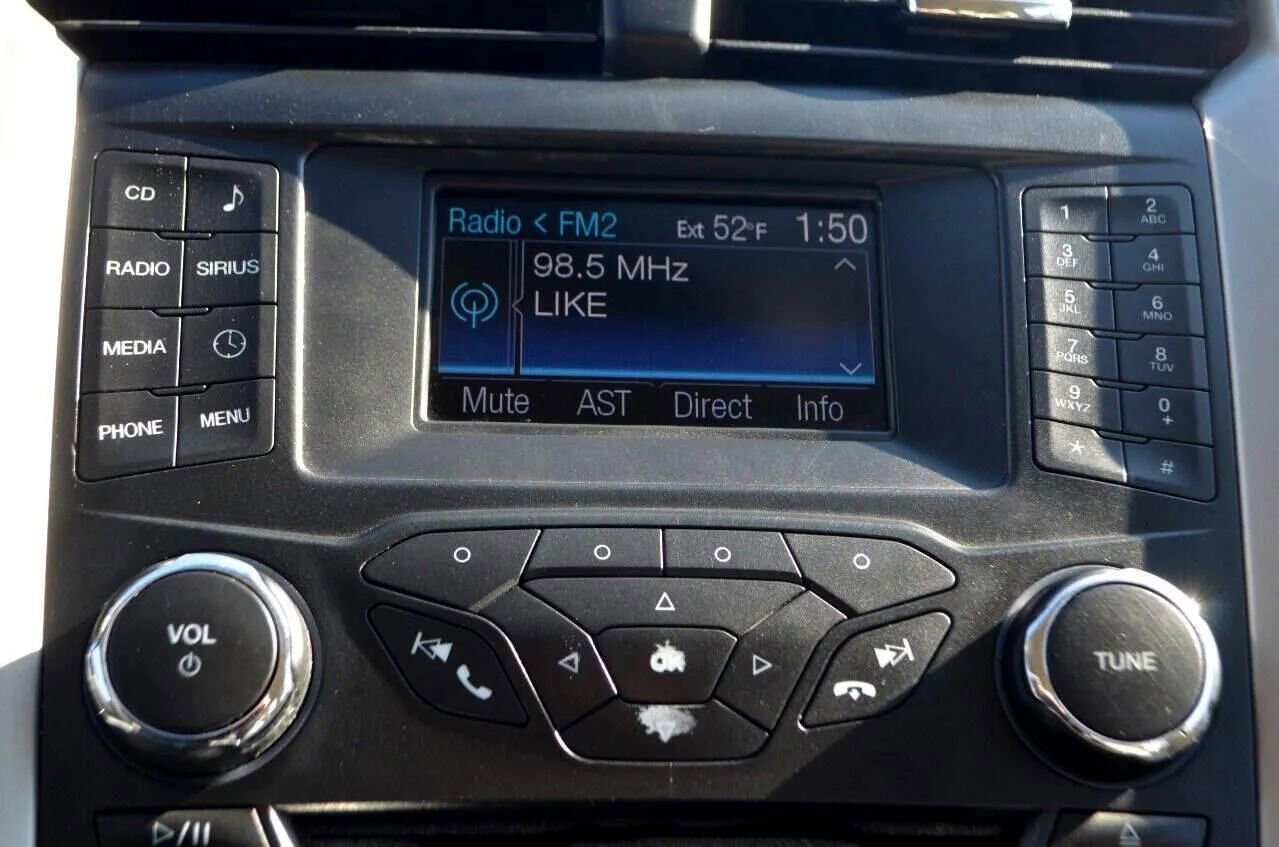 Radio < FM2 Ext 52°F 1:50
98.5 MHz
LIKE
Mute AST Direct Info
CD
RADIO SIRIUS
MEDIA
PHONE MENU
1 2 ABC
3 DEF 4 GHI
5 JKL 6 MNO
7 PQRS 8 TUV
9 WXYZ 0 +
* #
VOL
OK
TUNE